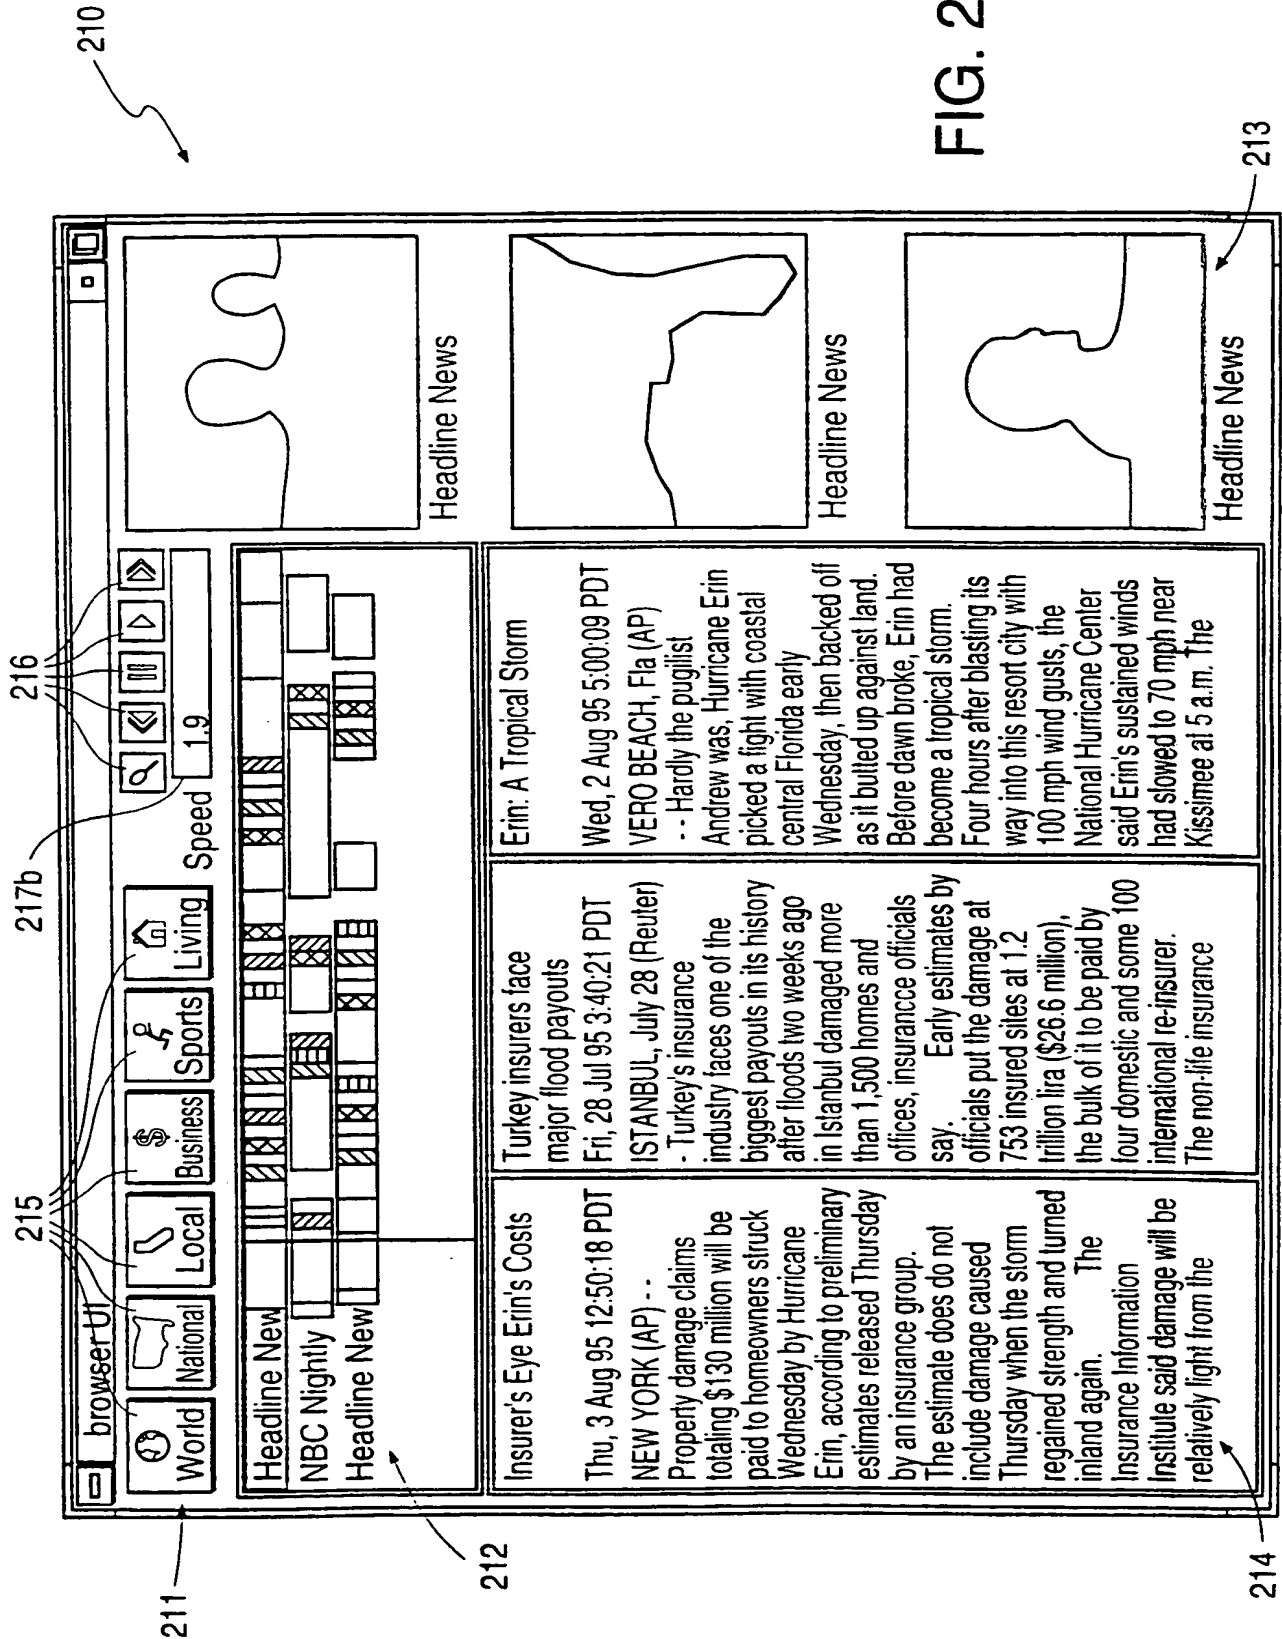 210
216
217b
215
211
browser UI
World
National
Local
Business
$
Sports
Living
Speed
1.9
Headline New
NBC Nightly
Headline New
212
Headline News
Headline News
Headline News
213
Insurer's Eye Erin's Costs
Thu, 3 Aug 95 12:50:18 PDT
NEW YORK (AP) - -
Property damage claims
totaling $130 million will be
paid to homeowners struck
Wednesday by Hurricane
Erin, according to preliminary
estimates released Thursday
by an insurance group.
The estimate does do not
include damage caused
Thursday when the storm
regained strength and turned
inland again. The
Insurance Information
Institute said damage will be
relatively light from the
214
Turkey insurers face
major flood payouts
Fri, 28 Jul 95 3:40:21 PDT
ISTANBUL, July 28 (Reuter)
- Turkey's insurance
industry faces one of the
biggest payouts in its history
after floods two weeks ago
in Istanbul damaged more
than 1,500 homes and
offices, insurancce officials
say. Early estimates by
officials put the damage at
753 insured sites at 1.2
trillion lira ($26.6 million),
the bulk of it to be paid by
four domestic and some 100
international re-insurer.
The non-life insurance
Erin: A Tropical Storm
Wed, 2 Aug 95 5:00:09 PDT
VERO BEACH, Fla (AP)
- - Hardly the pugilist
Andrew was, Hurricane Erin
picked a fight with coastal
central Florida early
Wednesday, then backed off
as it butted up against land.
Before dawn broke, Erin had
become a tropical storm.
Four hours after blasting its
way into this resort city with
100 mph wind gusts, the
National Hurricane Center
said Erin's sustained winds
had slowed to 70 mph near
Kissimee at 5 a.m. The
FIG. 2